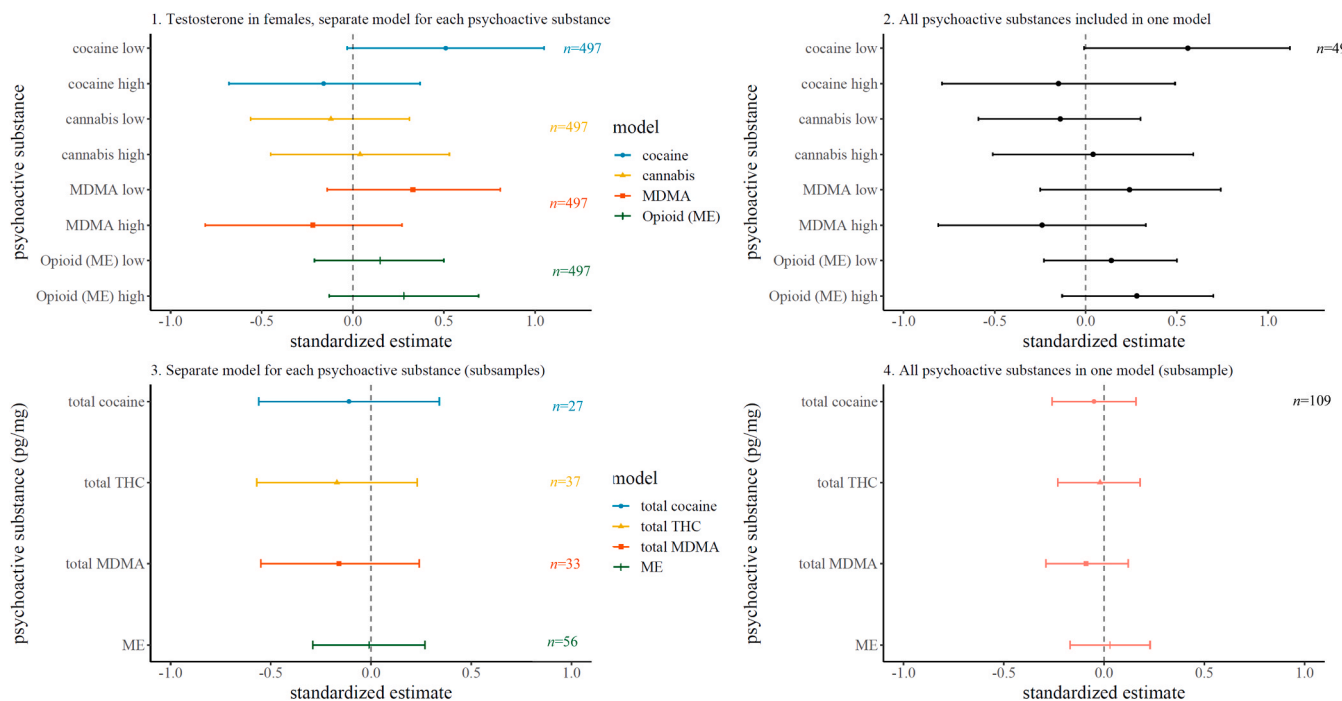 1. Testosterone in females, separate model for each psychoactive substance
psychoactive substance
cocaine low
cocaine high
cannabis low
cannabis high
MDMA low
MDMA high
Opioid (ME) low
Opioid (ME) high
n=497
n=497
n=497
n=497
-1.0 -0.5 0.0 0.5 1.0
standardized estimate
model
cocaine
cannabis
MDMA
Opioid (ME)
2. All psychoactive substances included in one model
psychoactive substance
cocaine low
cocaine high
cannabis low
cannabis high
MDMA low
MDMA high
Opioid (ME) low
Opioid (ME) high
-1.0 -0.5 0.0 0.5 1.0
standardized estimate
3. Separate model for each psychoactive substance (subsamples)
psychoactive substance (pg/mg)
total cocaine
total THC
total MDMA
ME
n=27
n=37
n=33
n=56
-1.0 -0.5 0.0 0.5 1.0
standardized estimate
model
total cocaine
total THC
total MDMA
ME
4. All psychoactive substances in one model (subsample)
psychoactive substance (pg/mg)
total cocaine
total THC
total MDMA
ME
n=109
-1.0 -0.5 0.0 0.5 1.0
standardized estimate